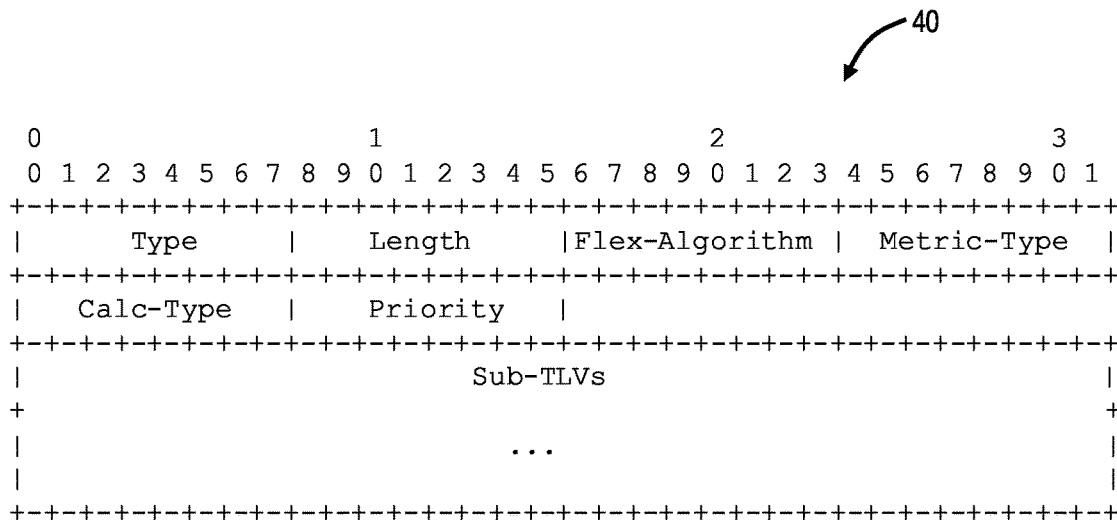 40
0                   1                   2                   3
0 1 2 3 4 5 6 7 8 9 0 1 2 3 4 5 6 7 8 9 0 1 2 3 4 5 6 7 8 9 0 1
+-+-+-+-+-+-+-+-+-+-+-+-+-+-+-+-+-+-+-+-+-+-+-+-+-+-+-+-+-+-+-+-+
|      Type     |    Length     |Flex-Algorithm |  Metric-Type  |
+-+-+-+-+-+-+-+-+-+-+-+-+-+-+-+-+-+-+-+-+-+-+-+-+-+-+-+-+-+-+-+-+
|   Calc-Type   |    Priority   |
+-+-+-+-+-+-+-+-+-+-+-+-+-+-+-+-+-+-+-+-+-+-+-+-+-+-+-+-+-+-+-+-+
|                          Sub-TLVs                             |
+                                                               +
|                            ...                                |
|                                                               |
+-+-+-+-+-+-+-+-+-+-+-+-+-+-+-+-+-+-+-+-+-+-+-+-+-+-+-+-+-+-+-+-+